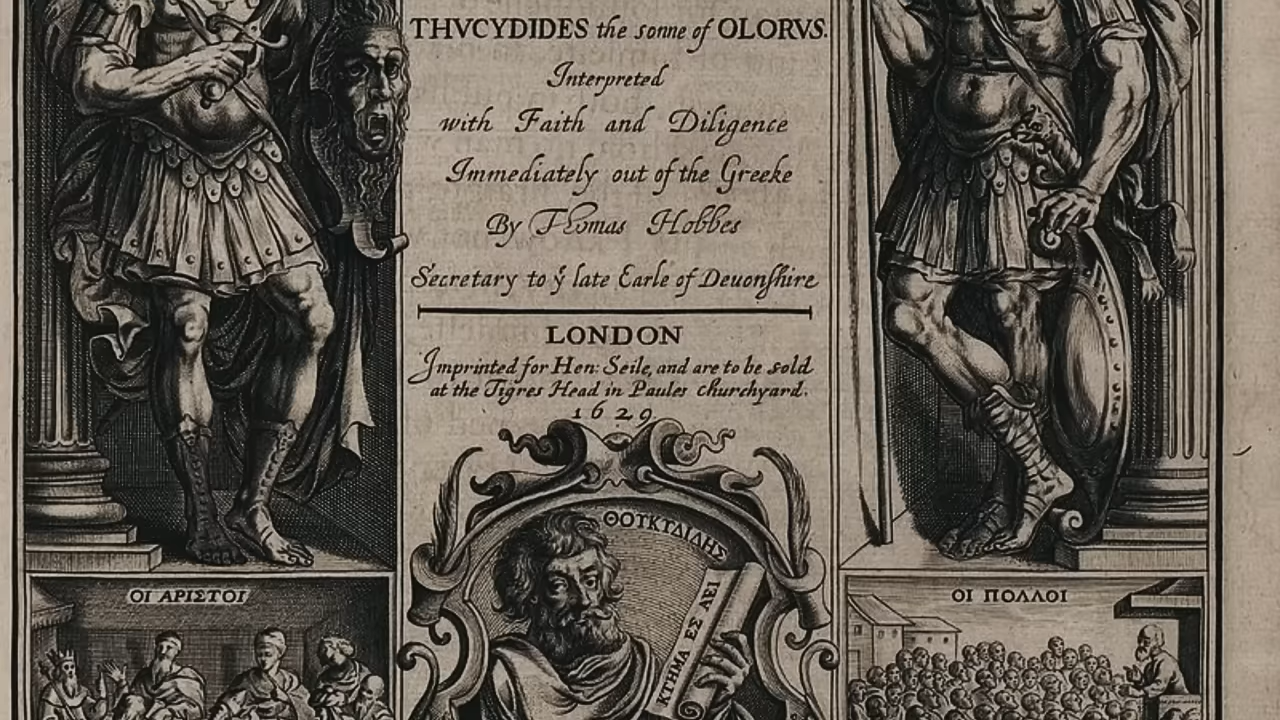 THVCYDIDES the sonne of OLORVS.
Interpreted
with Faith and Diligence
Immediately out of the Greeke
By Thomas Hobbes
Secretary to ẏ late Earle of Deuonshire
LONDON
Imprinted for Hen: Seile, and are to be sold
at the Tigres Head in Paules churchyard.
1629.
ΘΟΥΚΥΔΙΔΗΣ
ΚΤΗΜΑ ΕΣ ΑΕΙ
ΟΙ ΑΡΙΣΤΟΙ
ΟΙ ΠΟΛΛΟΙ